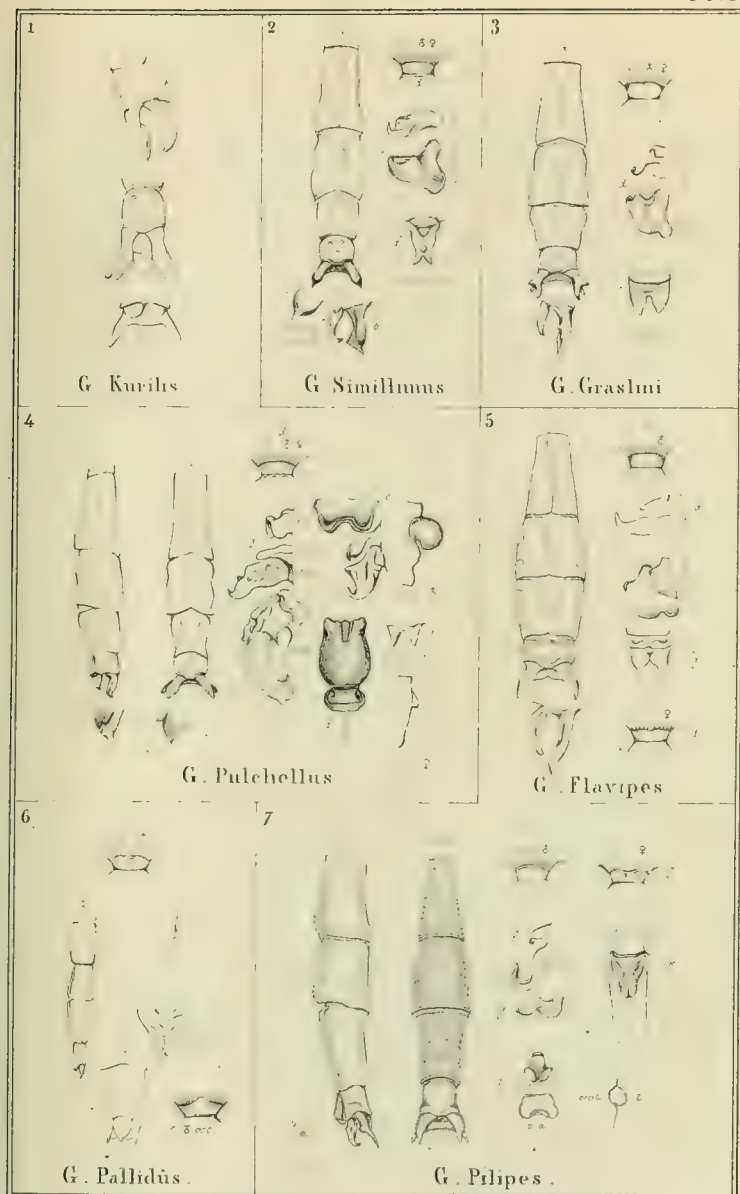 1
2
3
♂ ♀
G Kurilis
G Simillimus
G. Graslini
4
5
G. Pulchellus
G. Flavipes
6
7
♂
♀
G. Pallidus.
G. Pilipes.